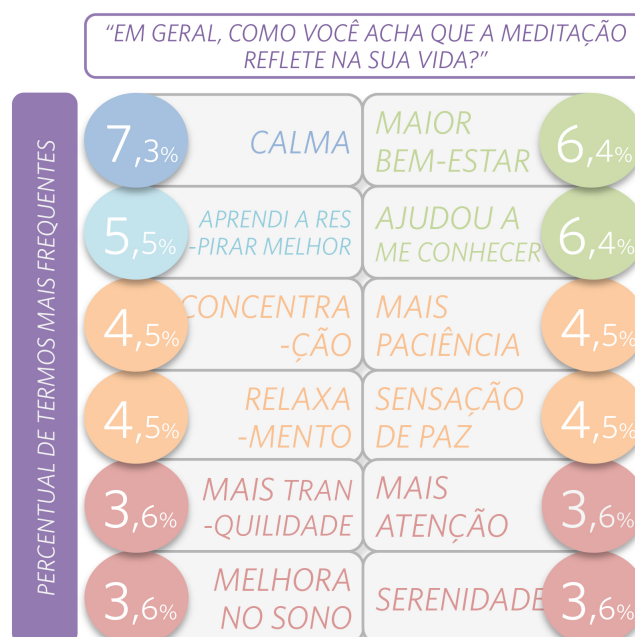 “EM GERAL, COMO VOCÊ ACHA QUE A MEDITAÇÃO
REFLETE NA SUA VIDA?”
PERCENTUAL DE TERMOS MAIS FREQUENTES
7,3%
CALMA
MAIOR
BEM-ESTAR
6,4%
5,5%
APRENDI A RES
-PIRAR MELHOR
AJUDOU A
ME CONHECER
6,4%
4,5%
CONCENTRA
-ÇÃO
MAIS
PACIÊNCIA
4,5%
4,5%
RELAXA
-MENTO
SENSAÇÃO
DE PAZ
4,5%
3,6%
MAIS TRAN
-QUILIDADE
MAIS
ATENÇÃO
3,6%
3,6%
MELHORA
NO SONO
SERENIDADE
3,6%